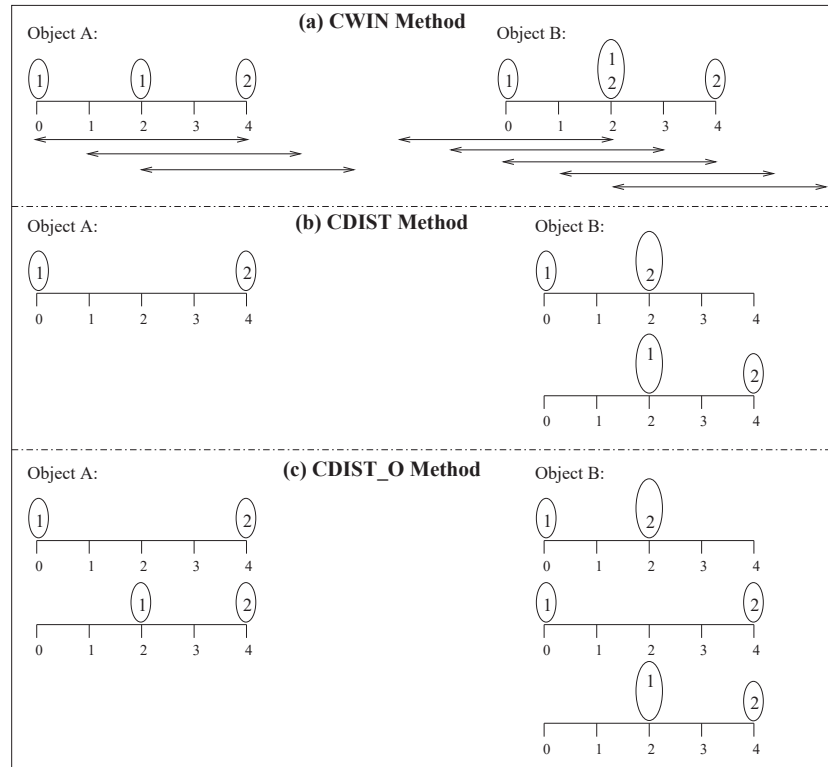 (a) CWIN Method
Object A:
Object B:
1 1 2
1 1 2 2
0 1 2 3 4
0 1 2 3 4
(b) CDIST Method
Object A:
Object B:
1 2
1 2
0 1 2 3 4
0 1 2 3 4
1 2
0 1 2 3 4
(c) CDIST_O Method
Object A:
Object B:
1 2
1 2
0 1 2 3 4
0 1 2 3 4
1 2
1 2
0 1 2 3 4
0 1 2 3 4
1 2
0 1 2 3 4